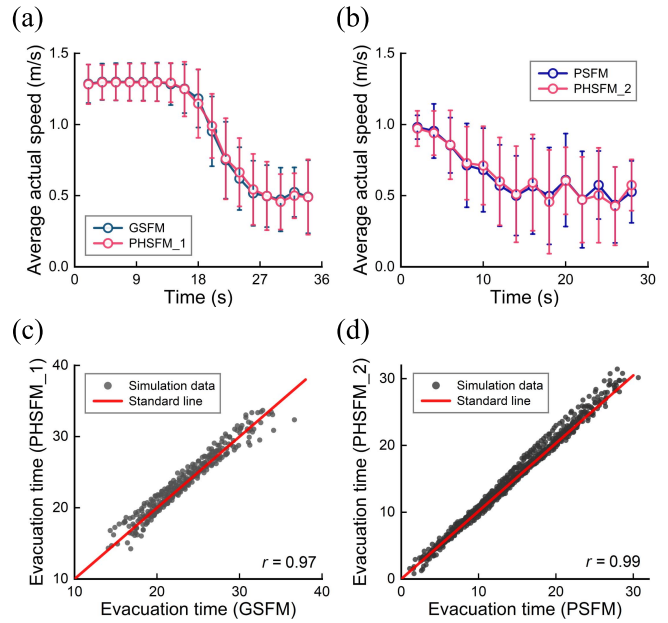 (a)
Average actual speed (m/s)
1.5
1.0
0.5
0.0
GSFM
PHSFM_1
0
9
18
27
36
Time (s)
(b)
Average actual speed (m/s)
1.5
1.0
0.5
0.0
PSFM
PHSFM_2
0
10
20
30
Time (s)
(c)
Evacuation time (PHSFM_1)
40
30
20
10
Simulation data
Standard line
r = 0.97
10
20
30
40
Evacuation time (GSFM)
(d)
Evacuation time (PHSFM_2)
30
20
10
0
Simulation data
Standard line
r = 0.99
0
10
20
30
Evacuation time (PSFM)